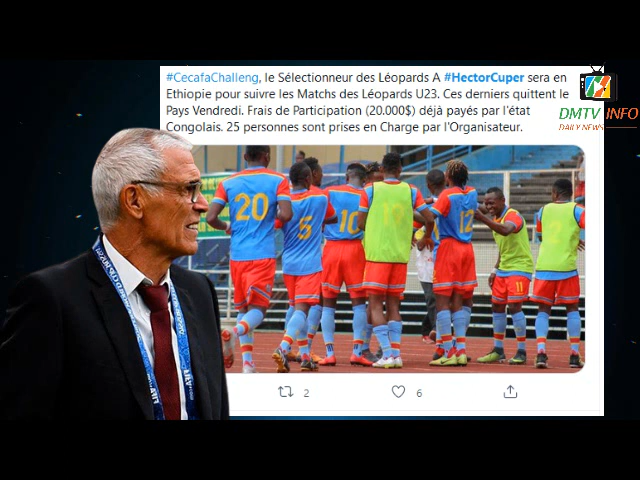 #CecafaChalleng, le Sélectionneur des Léopards A #HectorCuper sera en
Ethiopie pour suivre les Matchs des Léopards U23. Ces derniers quittent le
Pays Vendredi. Frais de Participation (20.000$) déjà payés par l'état
Congolais. 25 personnes sont prises en Charge par l'Organisateur.
DMTV INFO
DAILY NEWS
20
5
10
12
11
2
6